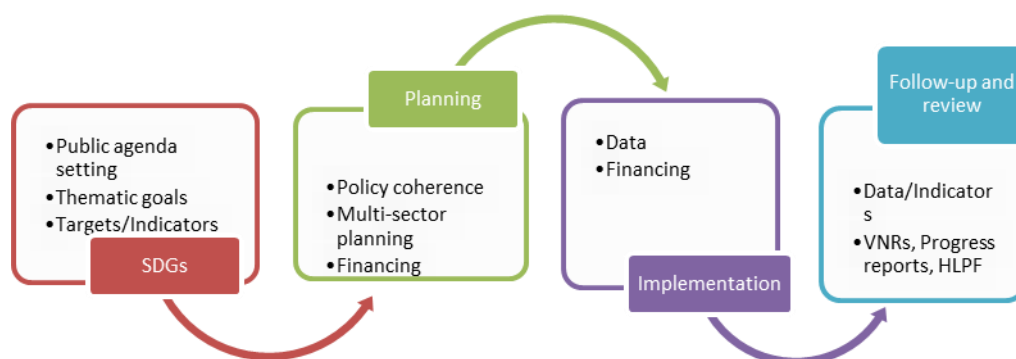 •Public agenda
setting
•Thematic goals
•Targets/Indicators
SDGs
Planning
•Policy coherence
•Multi-sector
planning
•Financing
•Data
•Financing
Implementation
Follow-up and
review
•Data/Indicator
s
•VNRs, Progress
reports, HLPF